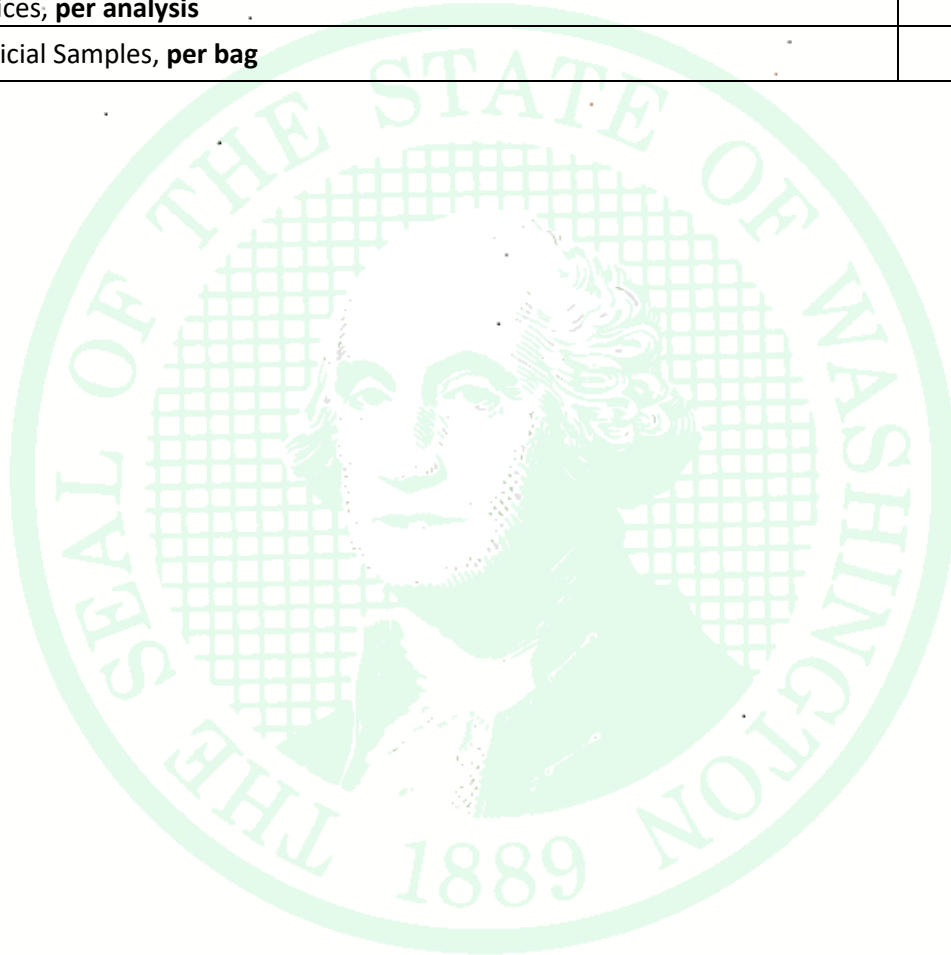 ices, per analysis
icial Samples, per bag
THE SEAL OF THE STATE OF WASHINGTON
1889